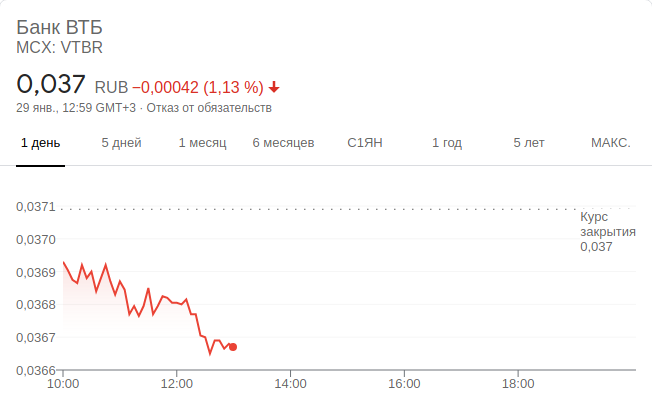 Банк ВТБ
MCX: VTBR
0,037 RUB −0,00042 (1,13 %)
29 янв., 12:59 GMT+3 · Отказ от обязательств
1 день 5 дней 1 месяц 6 месяцев С1ЯН 1 год 5 лет МАКС.
0,0371
Курс
закрытия
0,037
0,0370
0,0369
0,0368
0,0367
0,0366
10:00 12:00 14:00 16:00 18:00